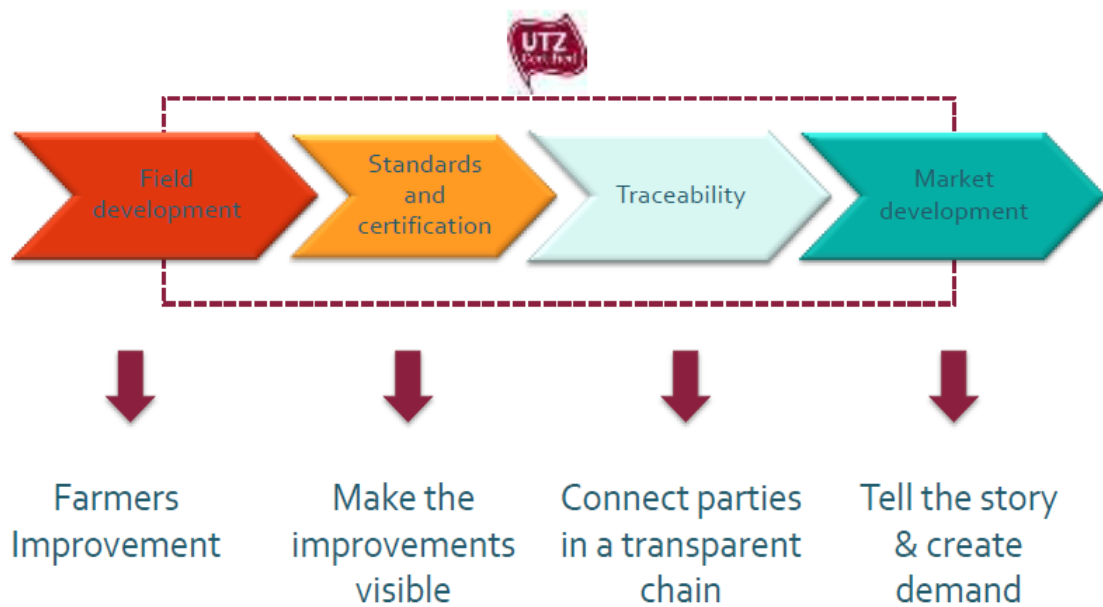 UTZ
Certified
Field
development
Standards
and
certification
Traceability
Market
development
Farmers
Improvement
Make the
improvements
visible
Connect parties
in a transparent
chain
Tell the story
& create
demand